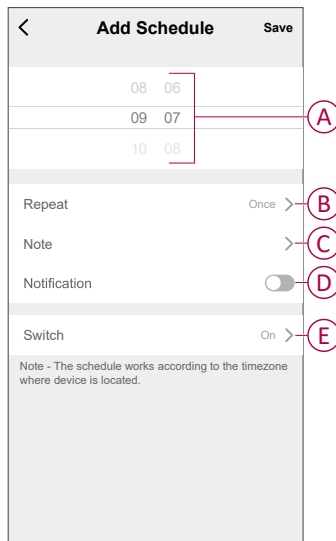 Add Schedule Save
08 06
09 07
10 08
A
Repeat Once B
Note C
Notification D
Switch On E
Note - The schedule works according to the timezone
where device is located.